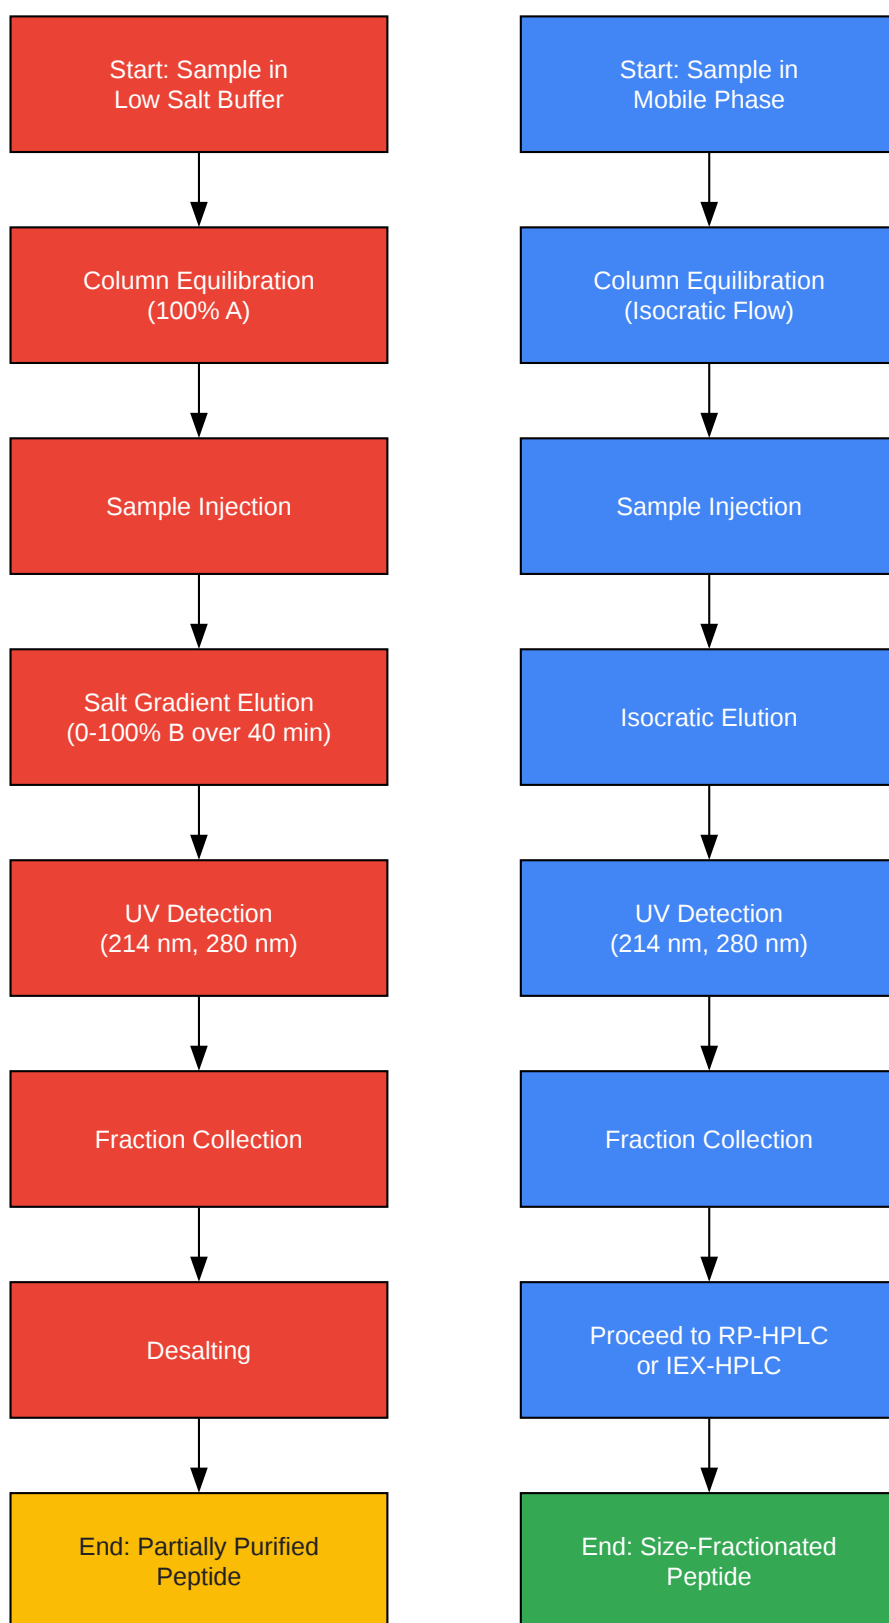 Start: Sample in
Low Salt Buffer
Column Equilibration
(100% A)
Sample Injection
Salt Gradient Elution
(0-100% B over 40 min)
UV Detection
(214 nm, 280 nm)
Fraction Collection
Desalting
End: Partially Purified
Peptide
Start: Sample in
Mobile Phase
Column Equilibration
(Isocratic Flow)
Sample Injection
Isocratic Elution
UV Detection
(214 nm, 280 nm)
Fraction Collection
Proceed to RP-HPLC
or IEX-HPLC
End: Size-Fractionated
Peptide